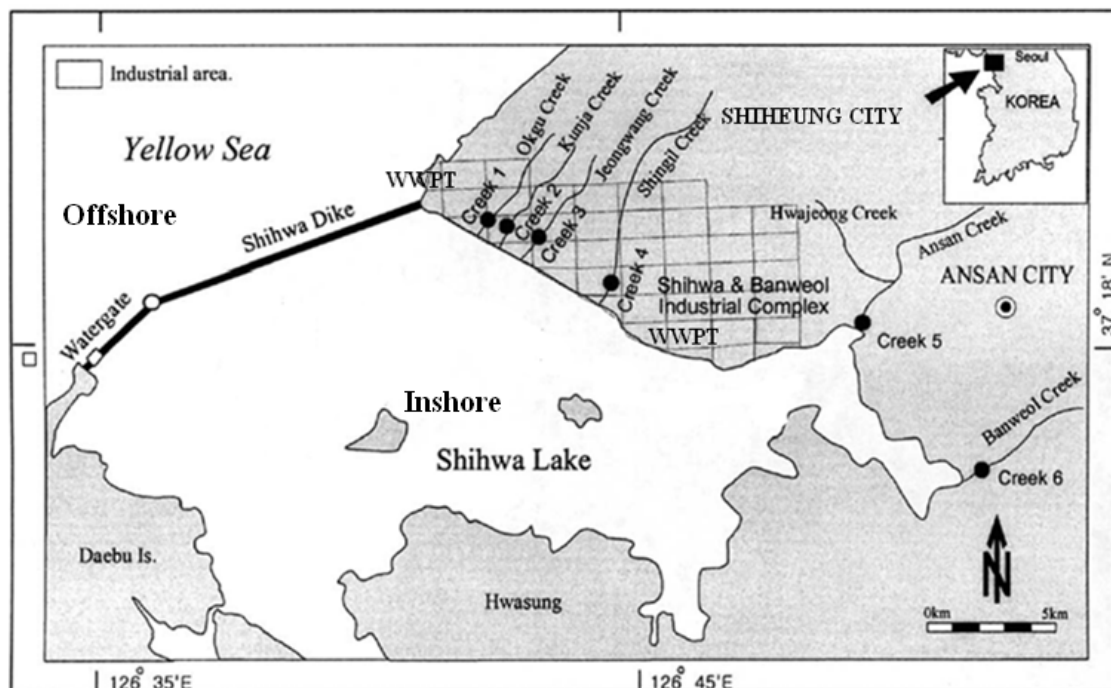 Industrial area.
Seoul
KOREA
Yellow Sea
Offshore
Shihwa Dike
Watergate
WWPT
Okgu Creek
Kunja Creek
Jeongwang Creek
Shingil Creek
SHIHEUNG CITY
Creek 1
Creek 2
Creek 3
Creek 4
Hwajeong Creek
Ansan Creek
ANSAN CITY
Shihwa & Banweol
Industrial Complex
WWPT
Creek 5
37° 18' N
Inshore
Shihwa Lake
Banweol Creek
Creek 6
Daebu Is.
Hwasung
N
0km 5km
126° 35'E
126° 45'E